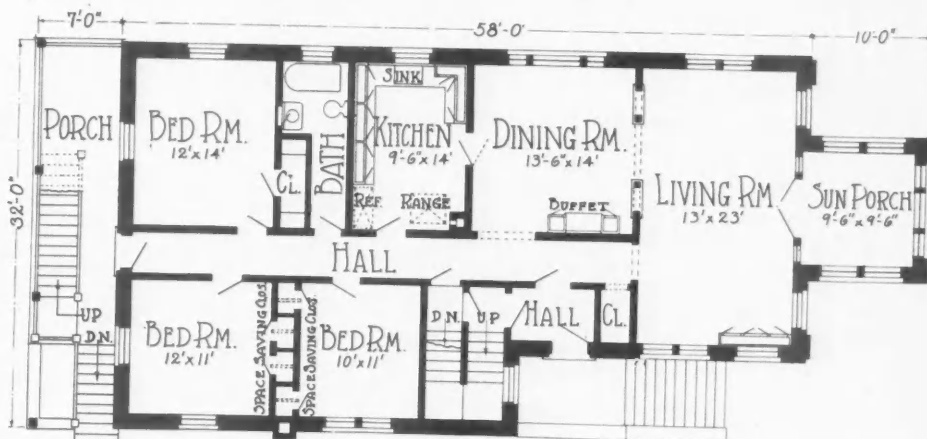 7'-0"
58'-0"
10'-0"
32'-0"
PORCH
BED RM.
12'x14'
CL.
BATH
SINK
KITCHEN
9'-6"x14'
REF.
RANGE
DINING RM.
13'-6"x14'
BUFFET
LIVING RM.
13'x23'
SUN PORCH
9'-6"x9'-6"
HALL
UP
DN.
BED RM.
12'x11'
SPACE SAVING CLOS.
SPACE SAVING CLOS.
BED RM.
10'x11'
DN.
UP
HALL
CL.